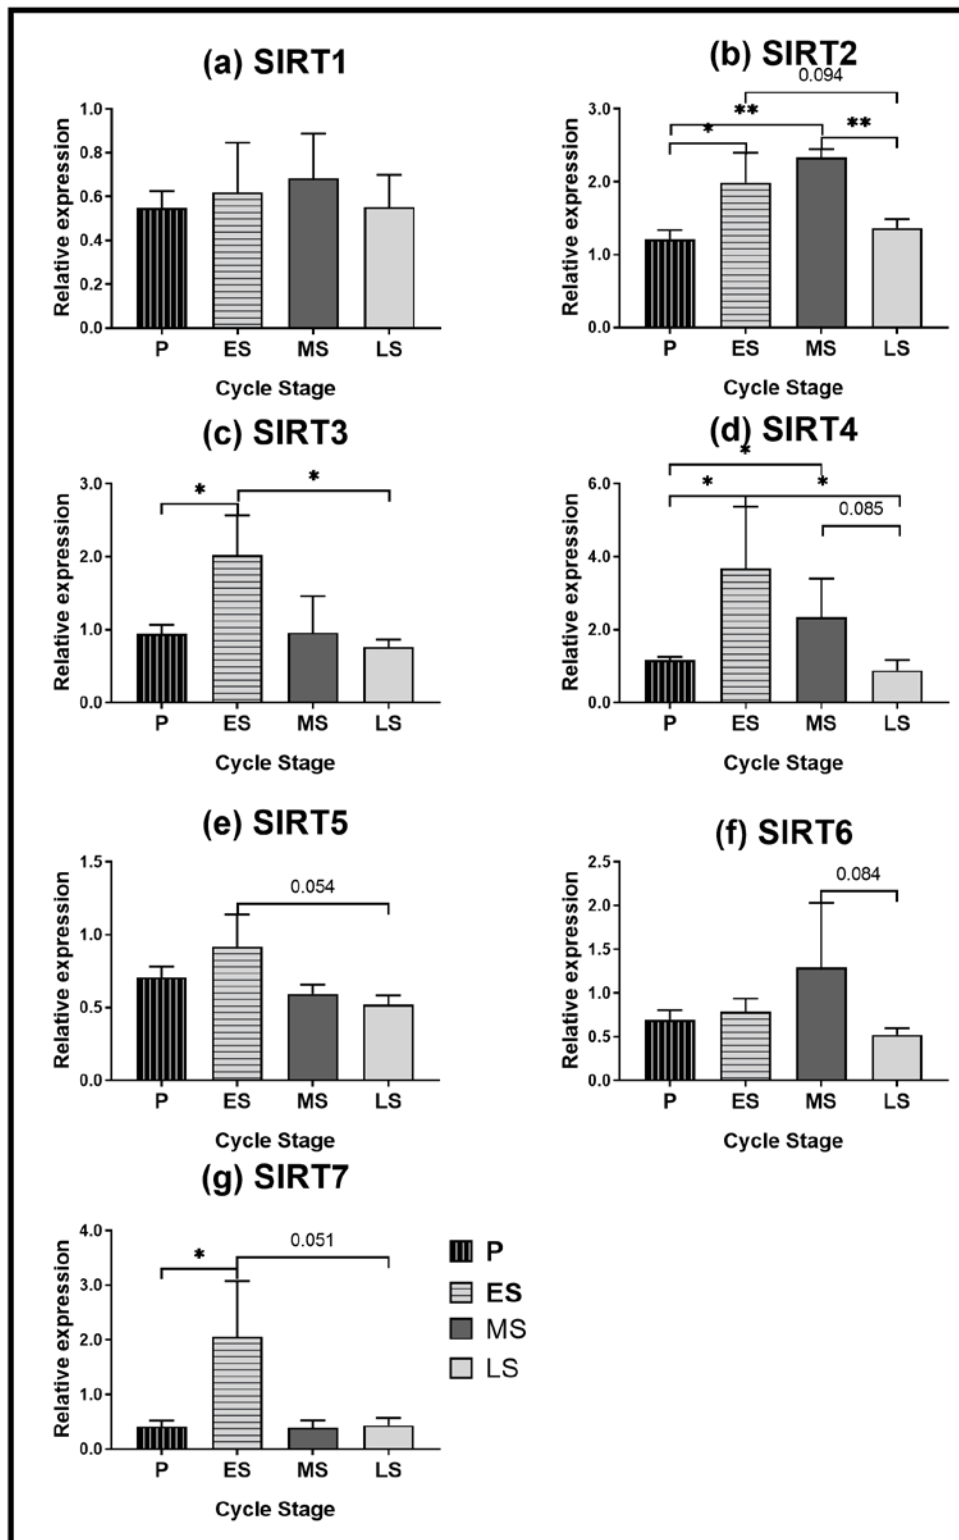 (a) SIRT1
Relative expression
1.0
0.8
0.6
0.4
0.2
0.0
P ES MS LS
Cycle Stage
(b) SIRT2
0.094
** * **
Relative expression
3.0
2.0
1.0
0.0
P ES MS LS
Cycle Stage
(c) SIRT3
* *
Relative expression
3.0
2.0
1.0
0.0
P ES MS LS
Cycle Stage
(d) SIRT4
*
* *
0.085
Relative expression
6.0
4.0
2.0
0.0
P ES MS LS
Cycle Stage
(e) SIRT5
0.054
Relative expression
1.5
1.0
0.5
0.0
P ES MS LS
Cycle Stage
(f) SIRT6
0.084
Relative expression
2.5
2.0
1.5
1.0
0.5
0.0
P ES MS LS
Cycle Stage
(g) SIRT7
* 0.051
Relative expression
4.0
3.0
2.0
1.0
0.0
P ES MS LS
Cycle Stage
P
ES
MS
LS